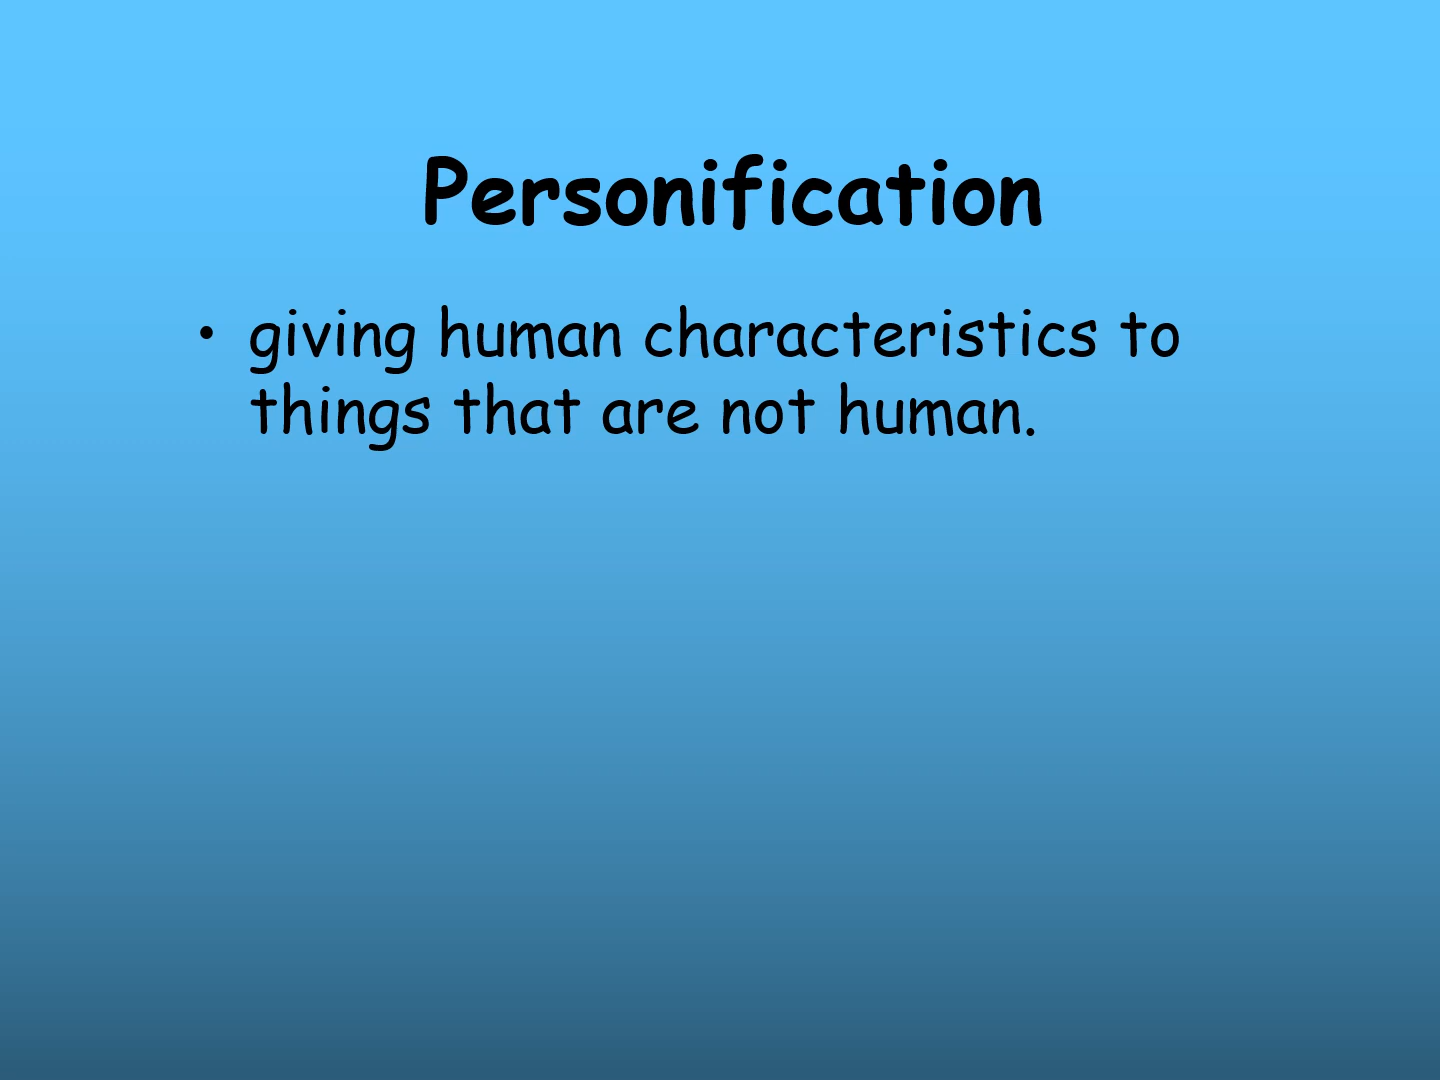 Personification
• giving human characteristics to
things that are not human.